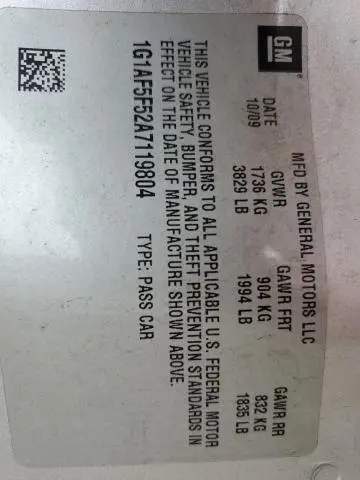 GM
MFD BY GENERAL MOTORS LLC
DATE GVWR GAWR FRT GAWR RR
10/09 1736 KG 904 KG 832 KG
3829 LB 1994 LB 1835 LB
THIS VEHICLE CONFORMS TO ALL APPLICABLE U.S. FEDERAL MOTOR
VEHICLE SAFETY, BUMPER, AND THEFT PREVENTION STANDARDS IN
EFFECT ON THE DATE OF MANUFACTURE SHOWN ABOVE.
1G1AF5F52A7119804 TYPE: PASS CAR